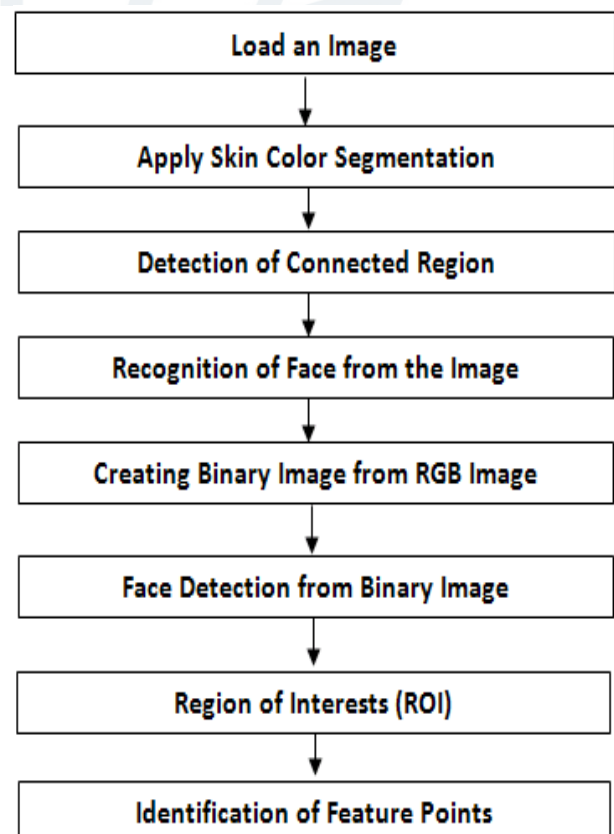 Load an Image
Apply Skin Color Segmentation
Detection of Connected Region
Recognition of Face from the Image
Creating Binary Image from RGB Image
Face Detection from Binary Image
Region of Interests (ROI)
Identification of Feature Points